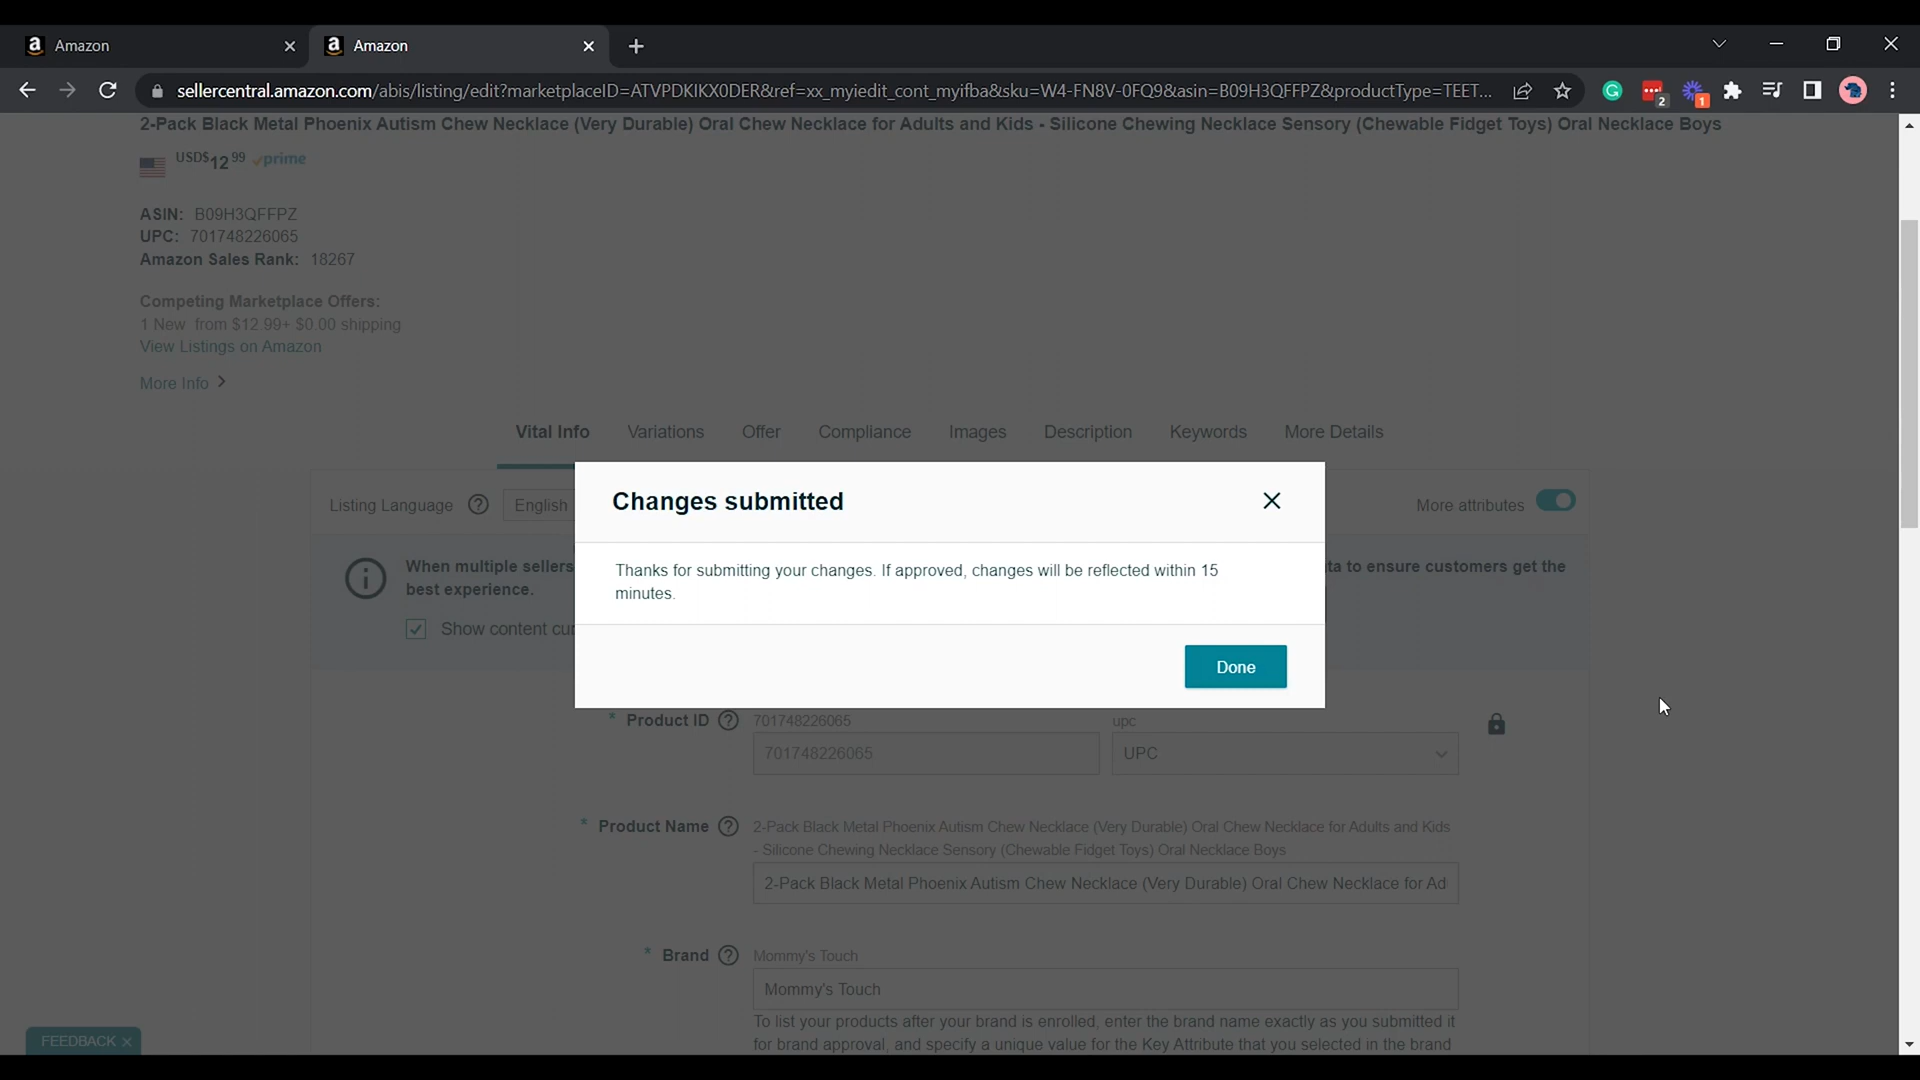 Amazon
Amazon
sellercentral.amazon.com/abis/listing/edit?marketplaceID=ATVPDKIKX0DER&ref=xx_myiedit_cont_myifba&sku=W4-FN8V-0FQ9&asin=B09H3QFFPZ&productType=TEET...
2
1
2-Pack Black Metal Phoenix Autism Chew Necklace (Very Durable) Oral Chew Necklace for Adults and Kids - Silicone Chewing Necklace Sensory (Chewable Fidget Toys) Oral Necklace Boys
USD$12 99 prime
ASIN: B09H3QFFPZ
UPC: 701748226065
Amazon Sales Rank: 18267
Competing Marketplace Offers:
1 New from $12.99+ $0.00 shipping
View Listings on Amazon
More Info
Vital Info Variations Offer Compliance Images Description Keywords More Details
Listing Language English
More attributes
Changes submitted
When multiple sellers
ta to ensure customers get the
best experience.
Thanks for submitting your changes. If approved, changes will be reflected within 15
minutes.
Show content cur
Done
* Product ID 701748226065 upc
701748226065 UPC
* Product Name 2-Pack Black Metal Phoenix Autism Chew Necklace (Very Durable) Oral Chew Necklace for Adults and Kids
- Silicone Chewing Necklace Sensory (Chewable Fidget Toys) Oral Necklace Boys
2-Pack Black Metal Phoenix Autism Chew Necklace (Very Durable) Oral Chew Necklace for Ad
* Brand Mommy's Touch
Mommy's Touch
To list your products after your brand is enrolled, enter the brand name exactly as you submitted it
for brand approval, and specify a unique value for the Key Attribute that you selected in the brand
FEEDBACK